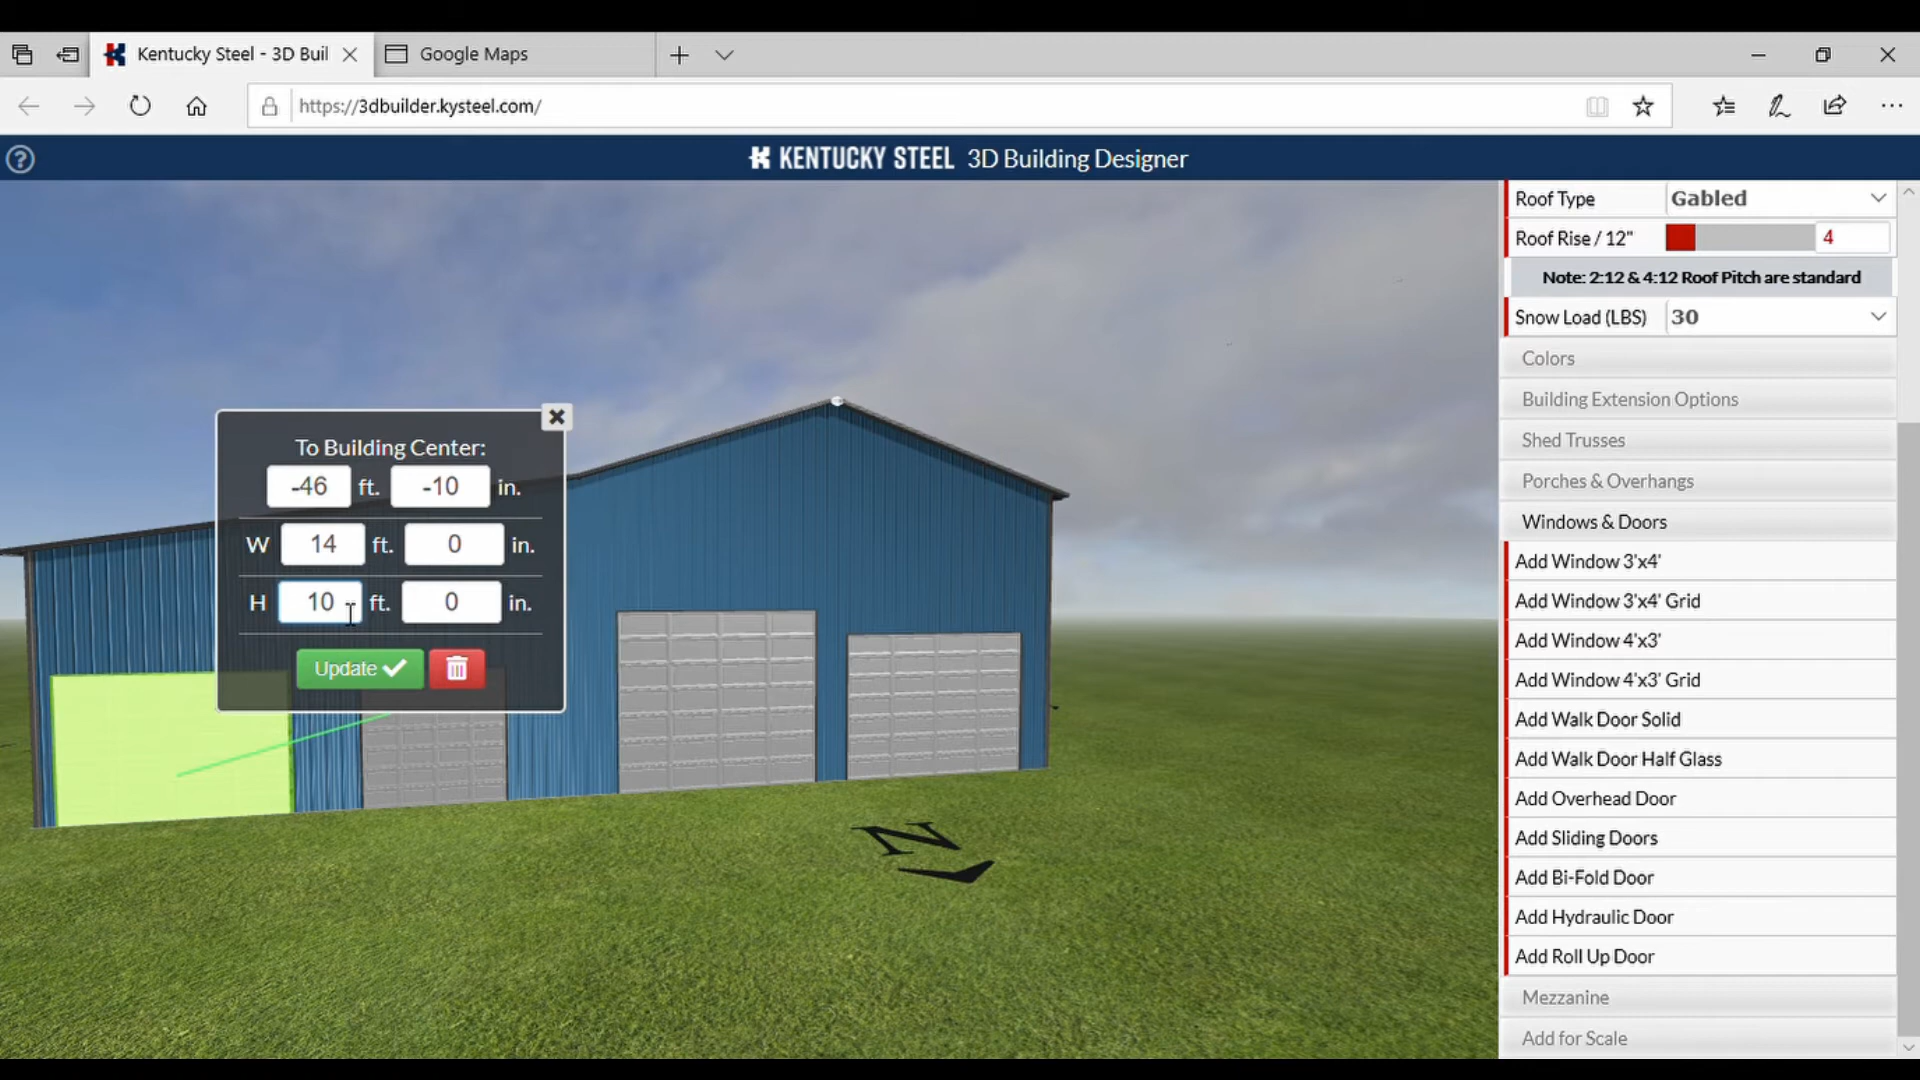 Kentucky Steel - 3D Buil
Google Maps
https://3dbuilder.kysteel.com/
KENTUCKY STEEL 3D Building Designer
To Building Center:
-46 ft. -10 in.
W 14 ft. 0 in.
H 10 ft. 0 in.
Update
N
Roof Type Gabled
Roof Rise / 12" 4
Note: 2:12 & 4:12 Roof Pitch are standard
Snow Load (LBS) 30
Colors
Building Extension Options
Shed Trusses
Porches & Overhangs
Windows & Doors
Add Window 3'x4'
Add Window 3'x4' Grid
Add Window 4'x3'
Add Window 4'x3' Grid
Add Walk Door Solid
Add Walk Door Half Glass
Add Overhead Door
Add Sliding Doors
Add Bi-Fold Door
Add Hydraulic Door
Add Roll Up Door
Mezzanine
Add for Scale